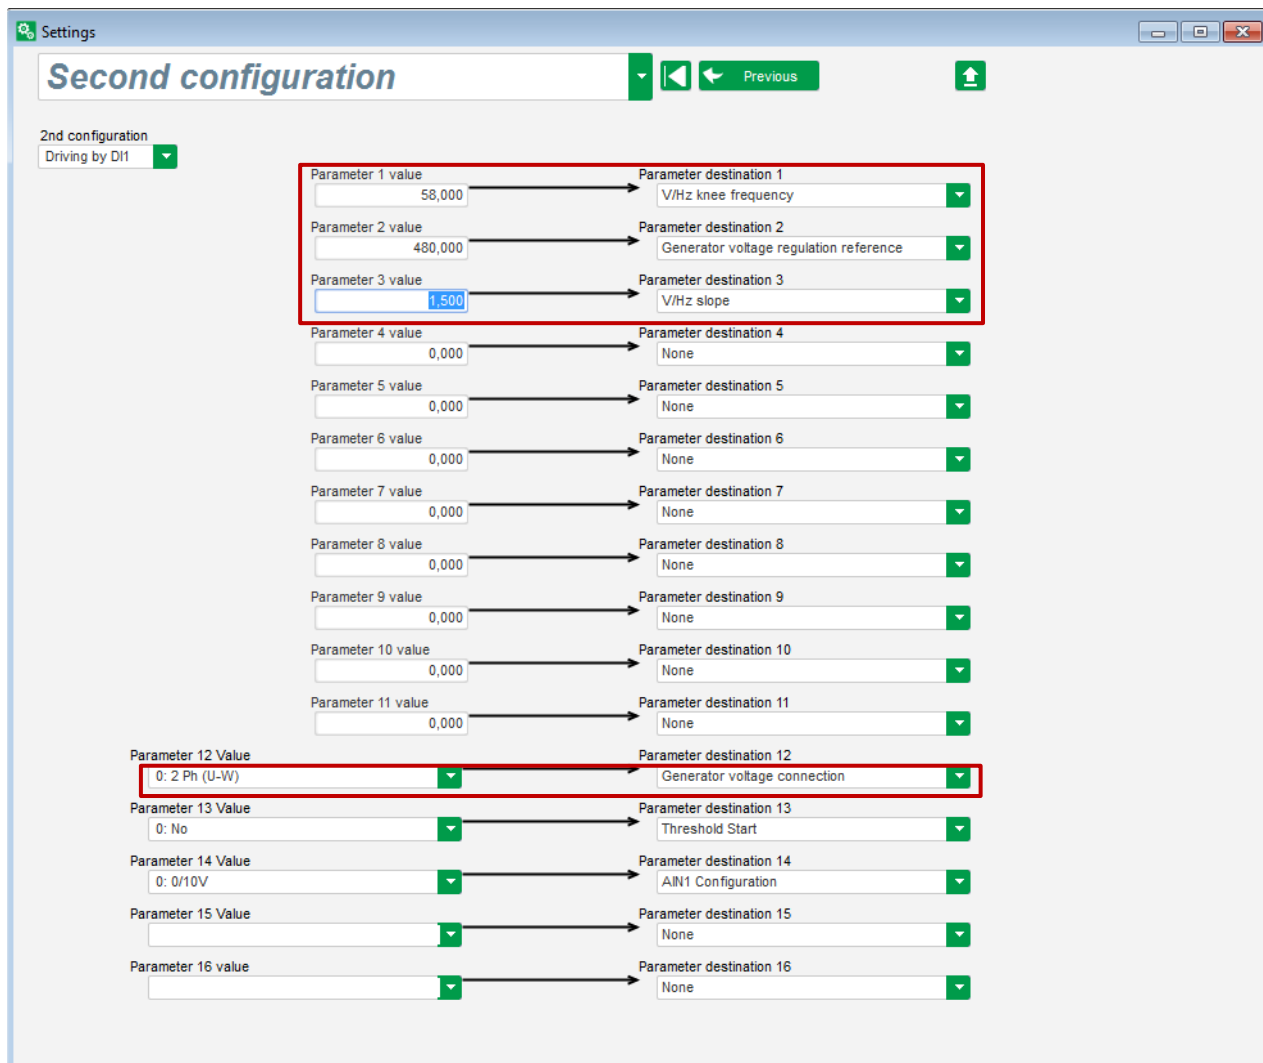 Settings
Second configuration
Previous
2nd configuration
Driving by DI1
Parameter 1 value
Parameter destination 1
58,000
V/Hz knee frequency
Parameter 2 value
Parameter destination 2
480,000
Generator voltage regulation reference
Parameter 3 value
Parameter destination 3
1,500
V/Hz slope
Parameter 4 value
Parameter destination 4
0,000
None
Parameter 5 value
Parameter destination 5
0,000
None
Parameter 6 value
Parameter destination 6
0,000
None
Parameter 7 value
Parameter destination 7
0,000
None
Parameter 8 value
Parameter destination 8
0,000
None
Parameter 9 value
Parameter destination 9
0,000
None
Parameter 10 value
Parameter destination 10
0,000
None
Parameter 11 value
Parameter destination 11
0,000
None
Parameter 12 Value
Parameter destination 12
0: 2 Ph (U-W)
Generator voltage connection
Parameter 13 Value
Parameter destination 13
0: No
Threshold Start
Parameter 14 Value
Parameter destination 14
0: 0/10V
AIN1 Configuration
Parameter 15 Value
Parameter destination 15
None
Parameter 16 value
Parameter destination 16
None